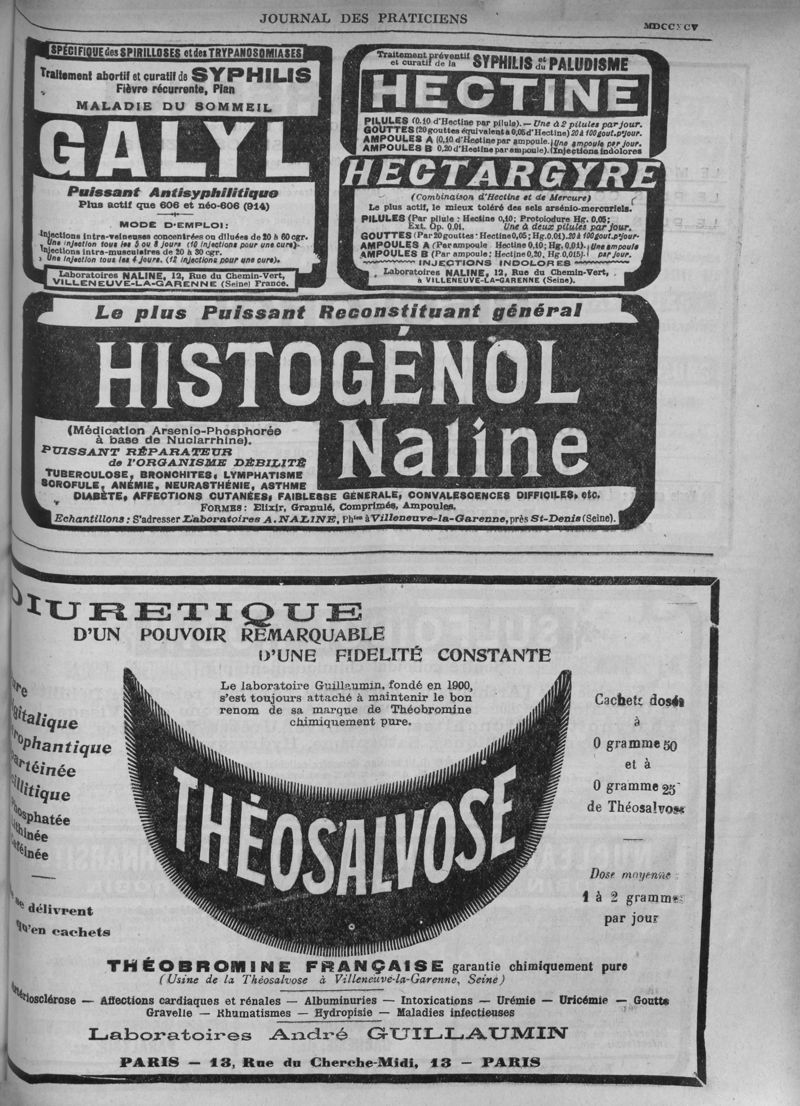 JOURNAL DES PRATICIENS
SPÉCIFIQUE des SPIRILLOSES et des TRYPANOSOMIASES
Traitement abortif et curatif de SYPHILIS
Fièvre récurrente, Pian
MALADIE DU SOMMEIL
GALYL
Puissant Antisyphilitique
Plus actif que 606 et néo-606 (914)
MODE D'EMPLOI:
Injections intra-veineuses concentrées ou diluées de 20 à 60 cgr.
Une injection tous les 5 ou 8 jours (10 injections pour une cure).
Injections intra-musculaires de 20 à 30 cgr.
Une injection tous les 4 jours. (12 injections pour une cure).
Laboratoires NALINE, 12, Rue du Chemin-Vert,
VILLENEUVE-LA-GARENNE (Seine) France.
Traitement préventif
et curatif de la SYPHILIS et du PALUDISME
HECTINE
PILULES (0.10 d'Hectine par pilule). — Une à 2 pilules par jour.
GOUTTES (20 gouttes équivalent à 0,05 d'Hectine) 20 à 100 gout. p. jour.
AMPOULES A (0,10 d'Hectine par ampoule. Une ampoule par jour.
AMPOULES B 0,20 d'Hectine par ampoule). (Injections indolores
HECTARGYRE
(Combinaison d'Hectine et de Mercure)
Le plus actif, le mieux toléré des sels arsénio-mercuriels.
PILULES (Par pilule : Hectine 0,10; Protoiodure Hg. 0,05;
Ext. Op. 0,01. Une à deux pilules par jour.
GOUTTES (Par 20 gouttes: Hectine 0,05 ; Hg. 0,01). 20 à 100 gout. p. jour.
AMPOULES A (Par ampoule Hectine 0,10; Hg, 0,01). Une ampoule
AMPOULES B (Par ampoule; Hectine 0,20, Hg, 0,015). par jour.
INJECTIONS INDOLORES
Laboratoires NALINE, 12, Rue du Chemin-Vert,
à VILLENEUVE-LA-GARENNE (Seine).
Le plus Puissant Reconstituant général
HISTOGÉNOL
Naline
(Médication Arsenio-Phosphorée
à base de Nuclarrhine).
PUISSANT RÉPARATEUR
de l'ORGANISME DÉBILITÉ
TUBERCULOSE, BRONCHITES, LYMPHATISME
SCROFULE, ANÉMIE, NEURASTHÉNIE, ASTHME
DIABÈTE, AFFECTIONS CUTANÉES, FAIBLESSE GÉNÉRALE, CONVALESCENCES DIFFICILES, etc.
FORMES: Elixir, Granulé, Comprimés, Ampoules.
Echantillons: S'adresser Laboratoires A. NALINE, Phien à Villeneuve-la-Garenne, près St-Denis (Seine).
DIURETIQUE
D'UN POUVOIR REMARQUABLE
D'UNE FIDELITÉ CONSTANTE
Le laboratoire Guillaumin, fondé en 1900,
s'est toujours attaché à maintenir le bon
renom de sa marque de Théobromine
chimiquement pure.
THÉOSALVOSE
ure
gitalique
rophantique
artéinée
illitique
hosphatée
thinée
féinée
se délivrent
qu'en cachets
Cachets dosés
à
0 gramme 50
et à
0 gramme 25
de Théosalvose
Dose moyenne :
1 à 2 grammes
par jour
THÉOBROMINE FRANÇAISE garantie chimiquement pure
(Usine de la Théosalvose à Villeneuve-la-Garenne, Seine)
Artériosclérose — Affections cardiaques et rénales — Albuminuries — Intoxications — Urémie — Uricémie — Goutte
Gravelle — Rhumatismes — Hydropisie — Maladies infectieuses
Laboratoires André GUILLAUMIN
PARIS — 13, Rue du Cherche-Midi, 13 — PARIS